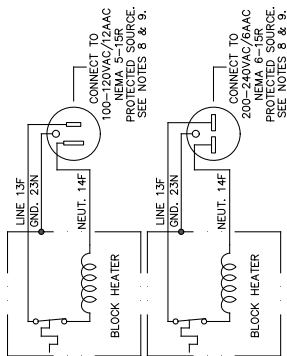 LINE 13F
GND. 23N
NEUT. 14F
BLOCK HEATER
CONNECT TO
100-120VAC/12AAC
NEMA 5-15R
PROTECTED SOURCE.
SEE NOTES 8 & 9.
LINE 13F
GND. 23N
NEUT. 14F
BLOCK HEATER
CONNECT TO
200-240VAC/6AAC
NEMA 6-15R
PROTECTED SOURCE.
SEE NOTES 8 & 9.